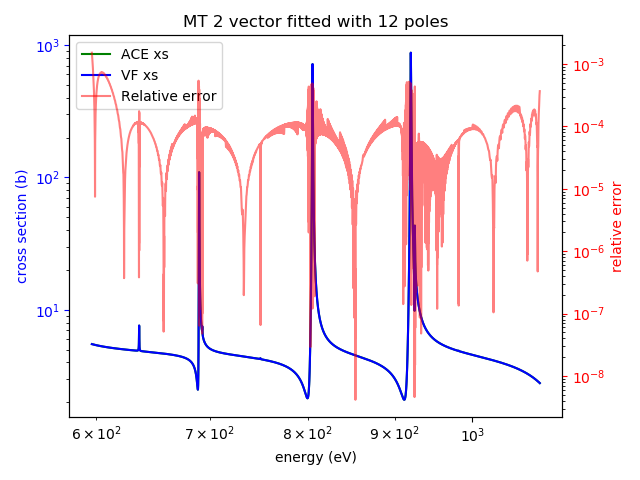 MT 2 vector fitted with 12 poles
ACE xs
VF xs
Relative error
cross section (b)
10³
10²
10¹
relative error
10⁻³
10⁻⁴
10⁻⁵
10⁻⁶
10⁻⁷
10⁻⁸
6 × 10² 7 × 10² 8 × 10² 9 × 10² 10³
energy (eV)